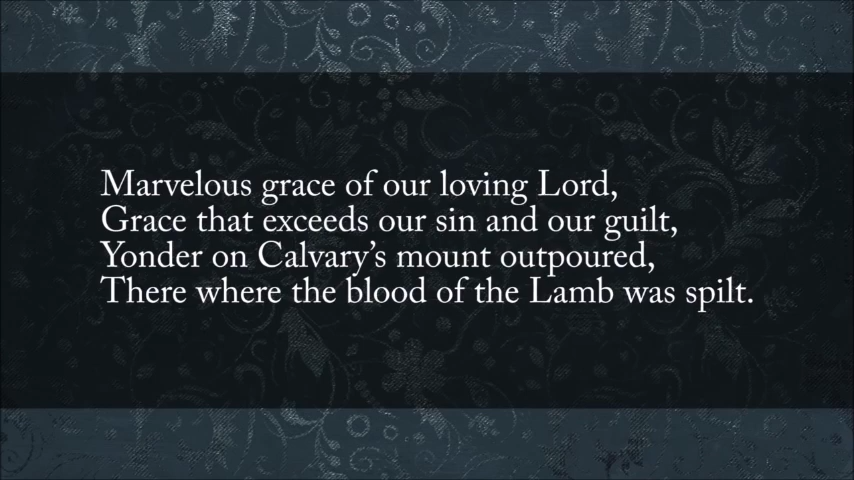 Marvelous grace of our loving Lord,
Grace that exceeds our sin and our guilt,
Yonder on Calvary’s mount outpoured,
There where the blood of the Lamb was spilt.